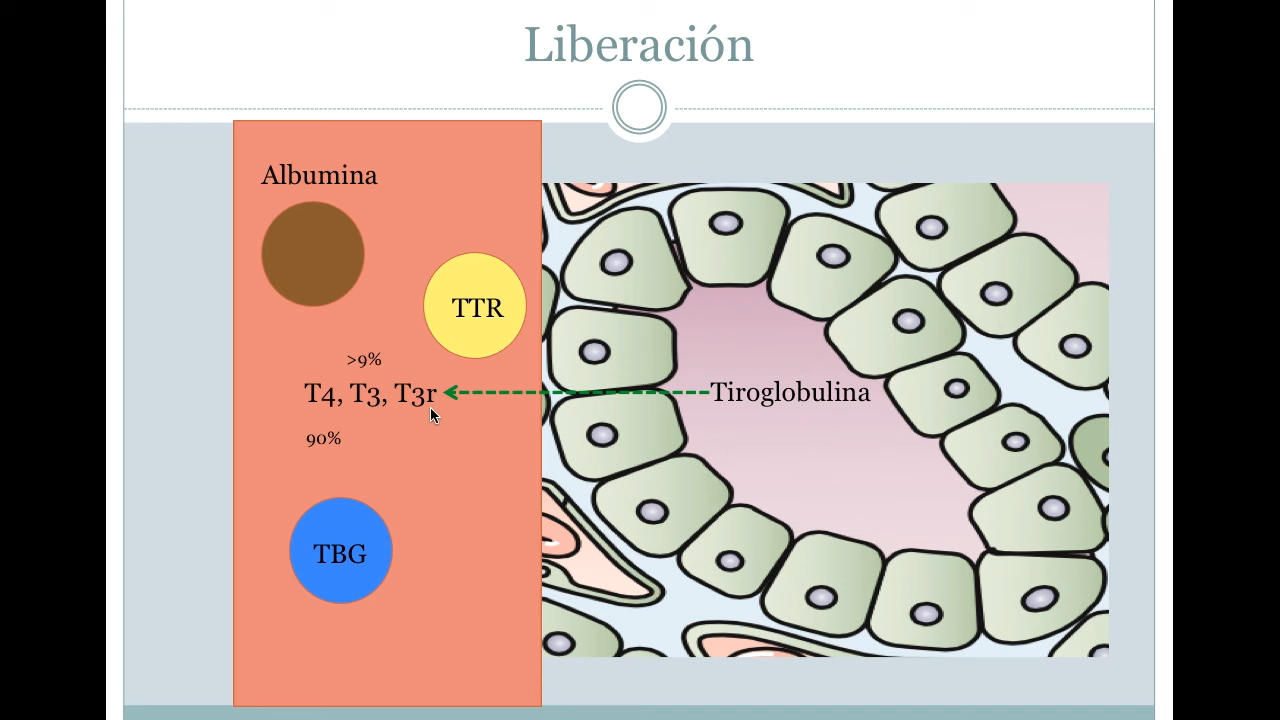 Liberación
Albumina
TTR
>9%
T4, T3, T3r
Tiroglobulina
90%
TBG